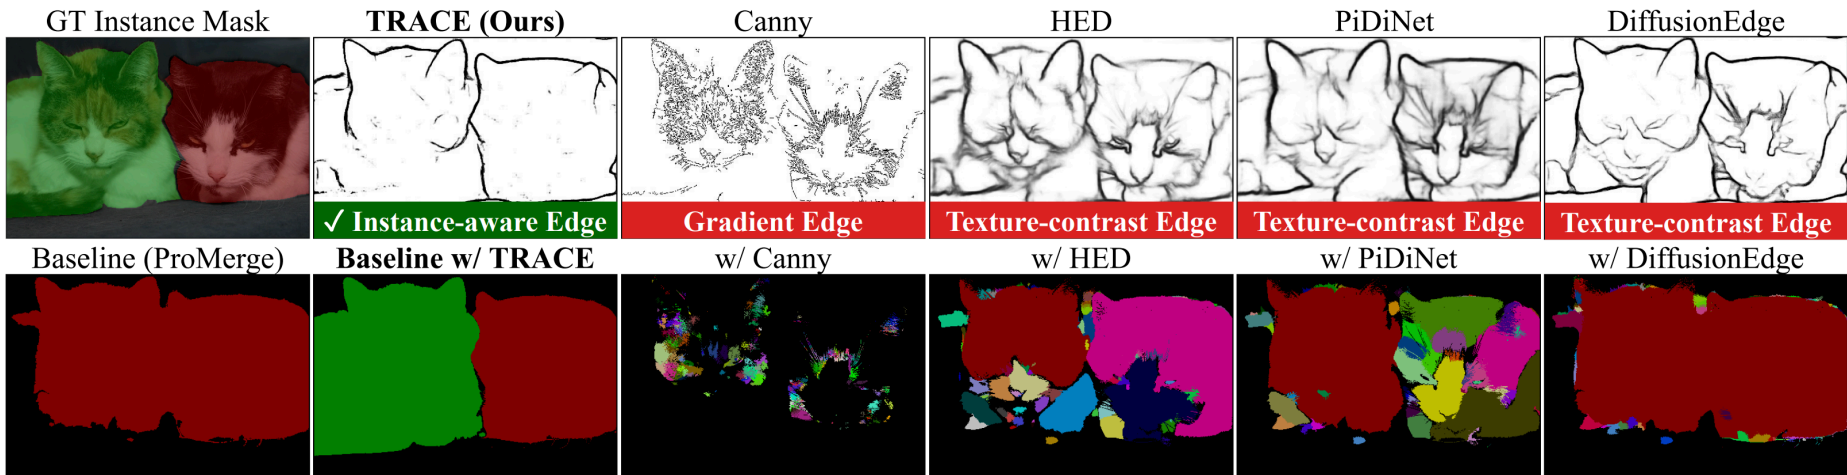 GT Instance Mask
TRACE (Ours)
Canny
HED
PiDiNet
DiffusionEdge
✓ Instance-aware Edge
Gradient Edge
Texture-contrast Edge
Texture-contrast Edge
Texture-contrast Edge
Baseline (ProMerge)
Baseline w/ TRACE
w/ Canny
w/ HED
w/ PiDiNet
w/ DiffusionEdge